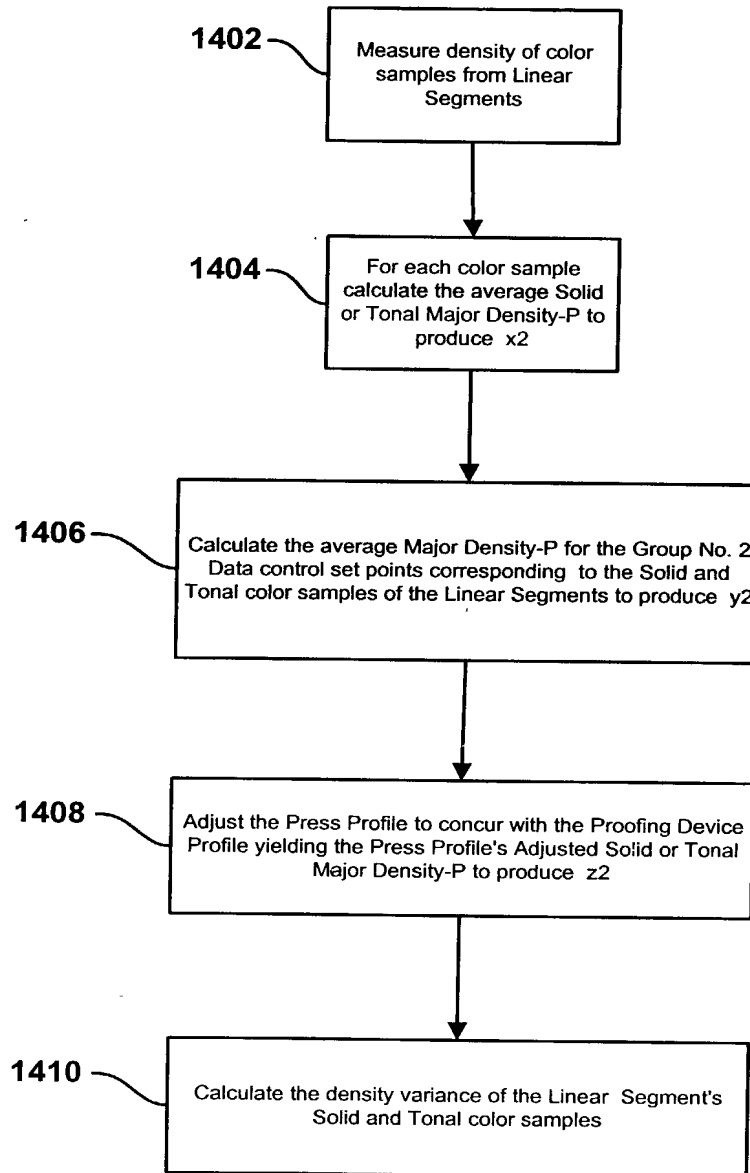 1402
Measure density of color
samples from Linear
Segments
1404
For each color sample
calculate the average Solid
or Tonal Major Density-P to
produce x2
1406
Calculate the average Major Density-P for the Group No. 2
Data control set points corresponding to the Solid and
Tonal color samples of the Linear Segments to produce y2
1408
Adjust the Press Profile to concur with the Proofing Device
Profile yielding the Press Profile's Adjusted Solid or Tonal
Major Density-P to produce z2
1410
Calculate the density variance of the Linear Segment's
Solid and Tonal color samples